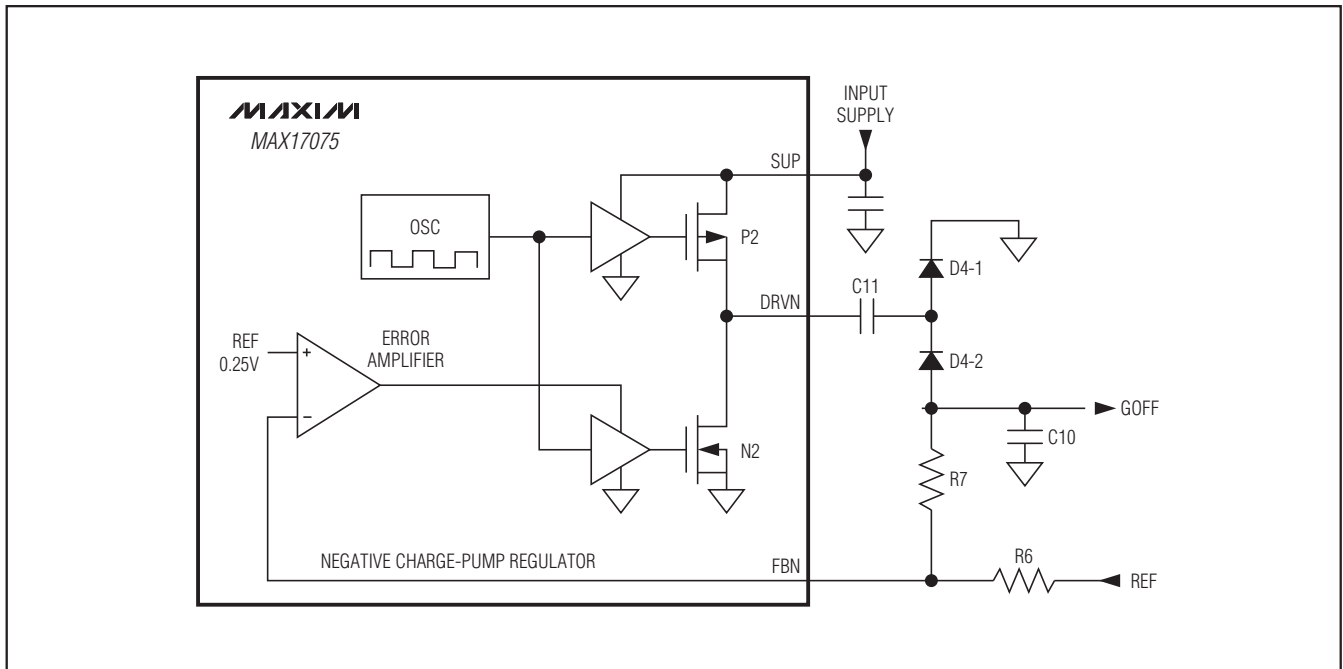 MAXIM
MAX17075
INPUT
SUPPLY
SUP
OSC
P2
D4-1
C11
DRVN
REF
0.25V
ERROR
AMPLIFIER
+
−
D4-2
GOFF
C10
N2
R7
NEGATIVE CHARGE-PUMP REGULATOR
FBN
R6
REF